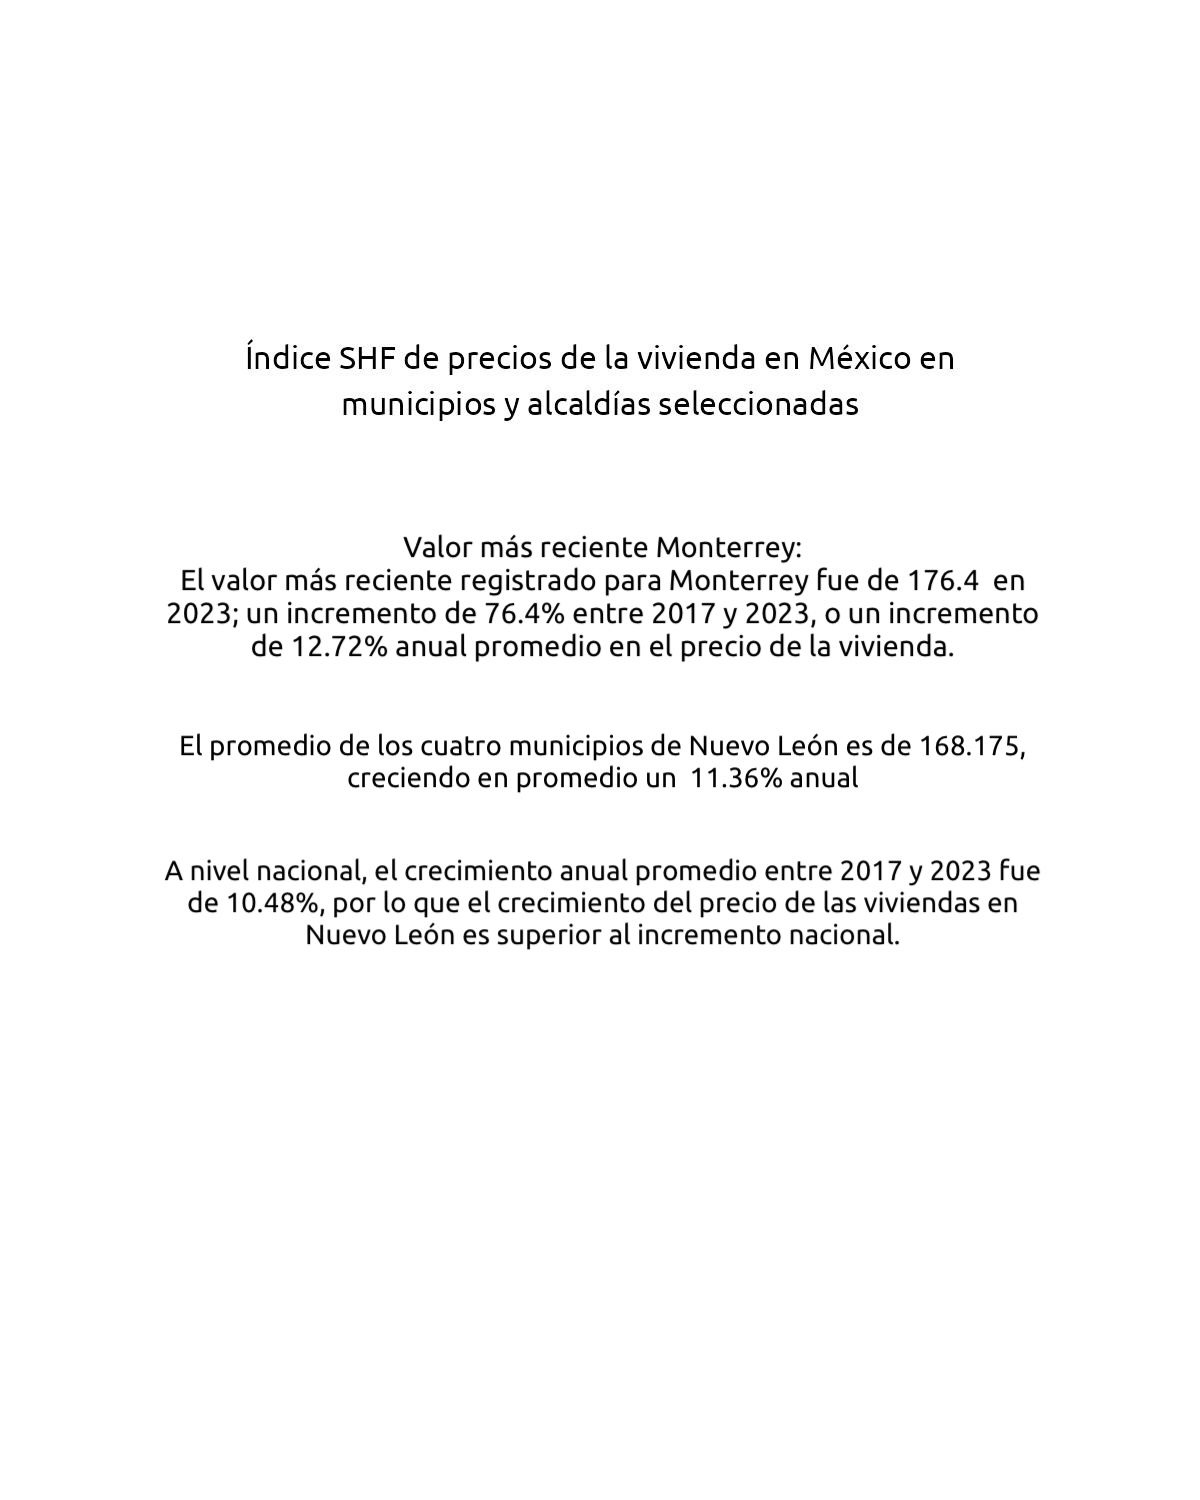 Índice SHF de precios de la vivienda en México en
municipios y alcaldías seleccionadas
Valor más reciente Monterrey:
El valor más reciente registrado para Monterrey fue de 176.4  en
2023; un incremento de 76.4% entre 2017 y 2023, o un incremento
de 12.72% anual promedio en el precio de la vivienda.
El promedio de los cuatro municipios de Nuevo León es de 168.175,
creciendo en promedio un  11.36% anual
A nivel nacional, el crecimiento anual promedio entre 2017 y 2023 fue
de 10.48%, por lo que el crecimiento del precio de las viviendas en
Nuevo León es superior al incremento nacional.